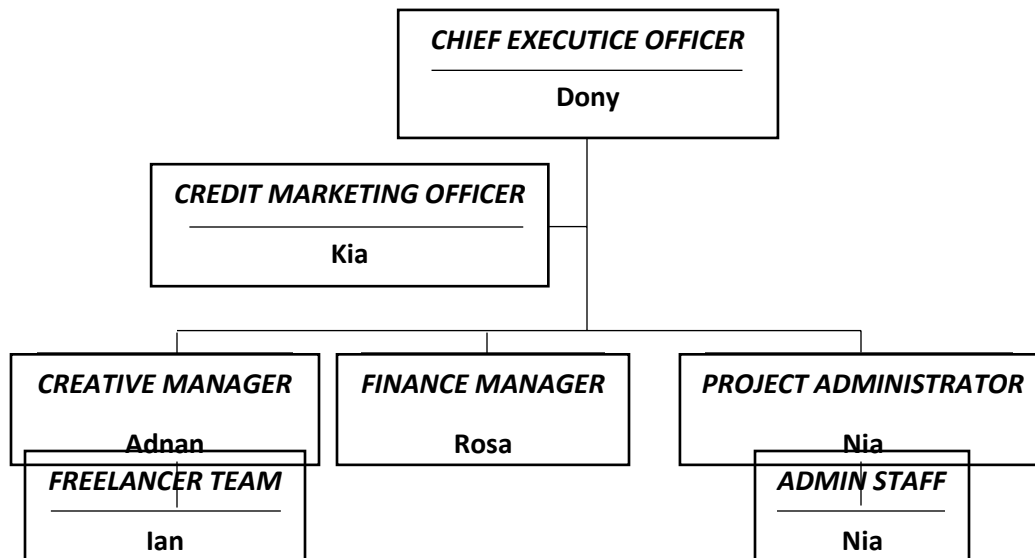 CHIEF EXECUTICE OFFICER
Dony
CREDIT MARKETING OFFICER
Kia
CREATIVE MANAGER
Adnan
FREELANCER TEAM
Ian
FINANCE MANAGER
Rosa
PROJECT ADMINISTRATOR
Nia
ADMIN STAFF
Nia